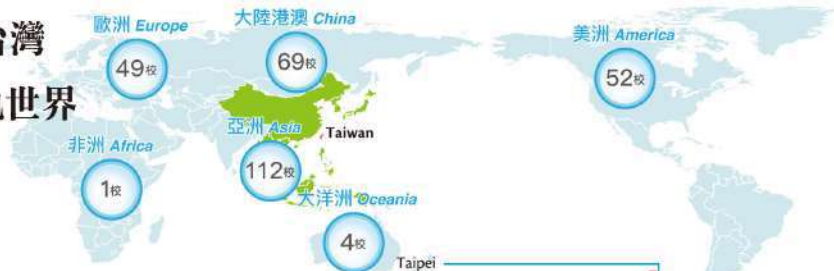 台灣
世界
歐洲 Europe
49校
大陸港澳 China
69校
美洲 America
52校
非洲 Africa
1校
亞洲 Asia
112校
Taiwan
大洋洲 Oceania
4校
Taipei